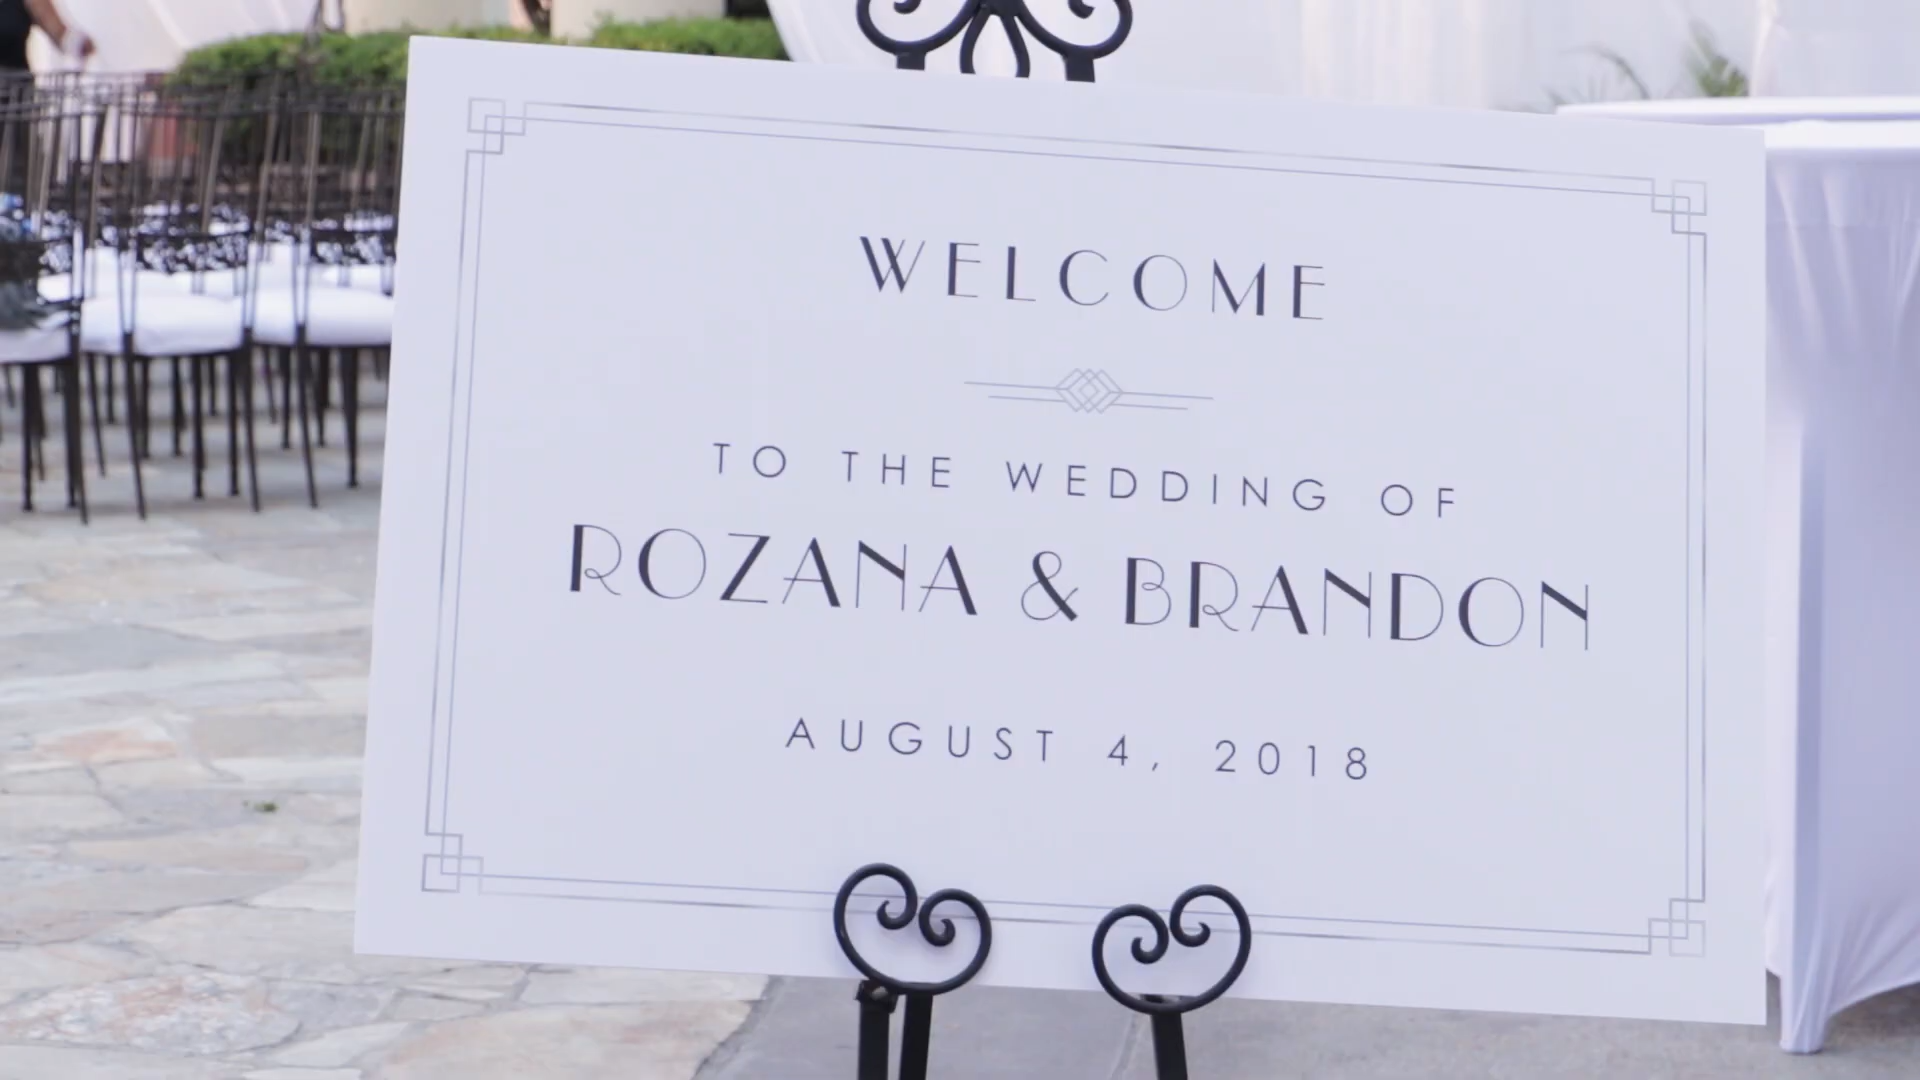 WELCOME
TO THE WEDDING OF
ROZANA & BRANDON
AUGUST 4, 2018